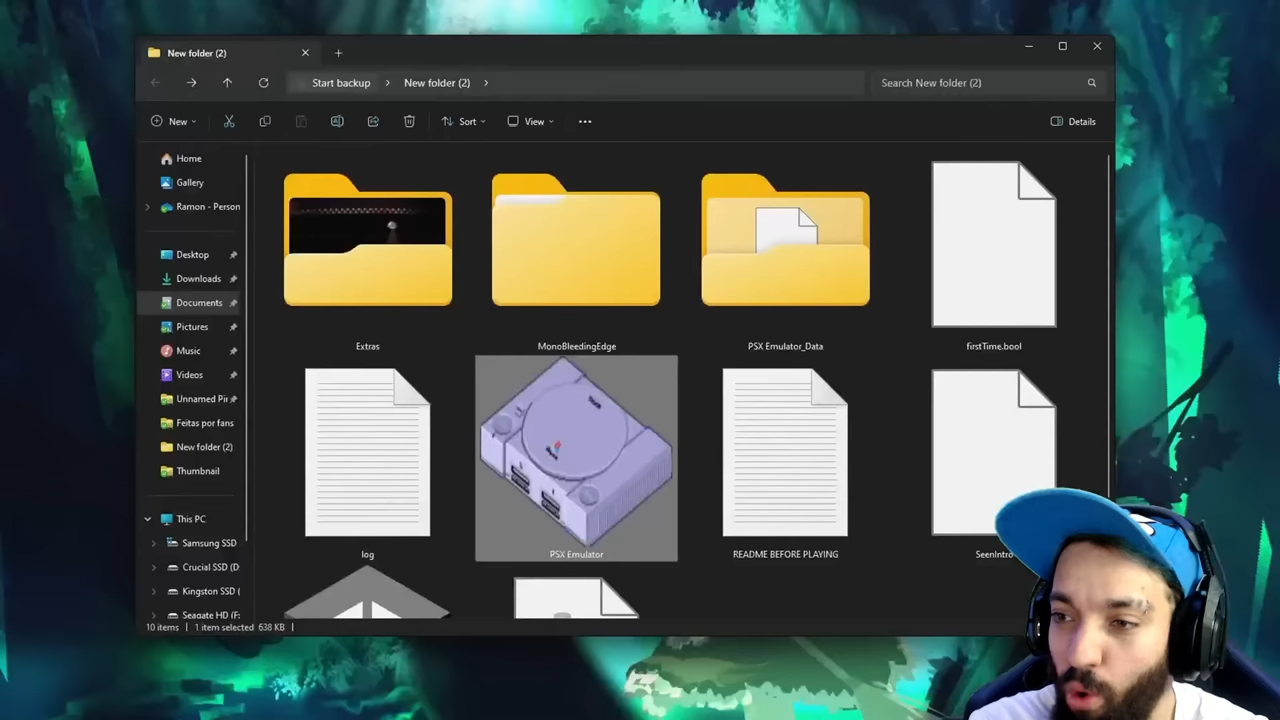 New folder (2)
Start backup
New folder (2)
Search New folder (2)
New
Sort
View
Details
Home
Gallery
Ramon - Person
Desktop
Downloads
Documents
Pictures
Music
Videos
Unnamed Pir
Feitas por fans
New folder (2)
Thumbnail
This PC
Samsung SSD
Crucial SSD (D
Kingston SSD (
Seagate HD (F:
Extras
MonoBleedingEdge
PSX Emulator_Data
firstTime.bool
log
PSX Emulator
README BEFORE PLAYING
SeenIntro
10 items
1 item selected 638 KB